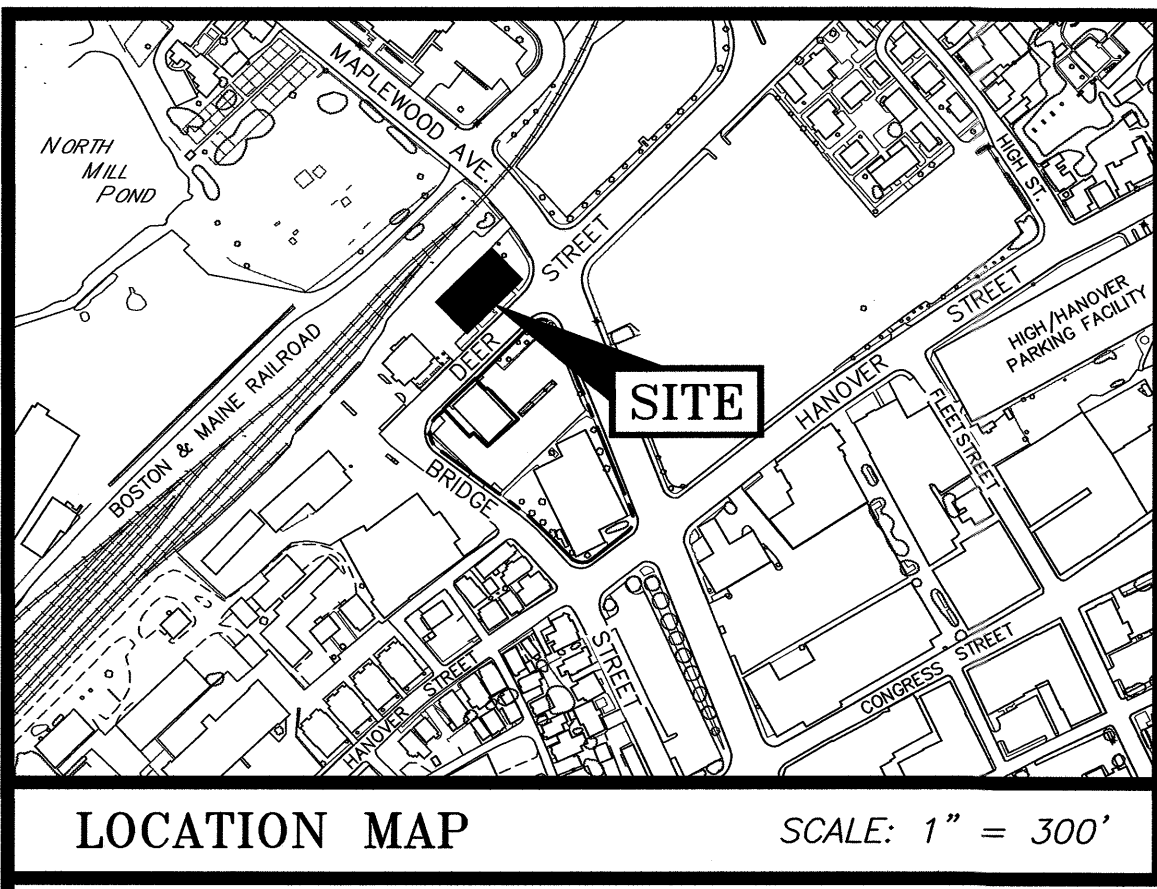 MAPLEWOOD AVE.
NORTH
MILL
POND
HIGH ST.
STREET
STREET
HIGH/HANOVER
PARKING FACILITY
DEER
BOSTON & MAINE RAILROAD
SITE
HANOVER
FLEET STREET
BRIDGE
STREET
CONGRESS STREET
HANOVER STREET
LOCATION MAP
SCALE: 1" = 300'